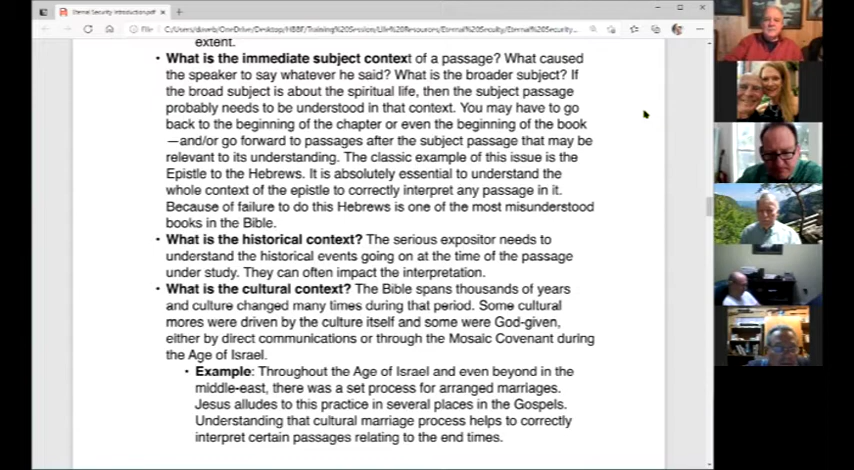 Eternal Security Introduction.pdf
File
extent.
• What is the immediate subject context of a passage? What caused
the speaker to say whatever he said? What is the broader subject? If
the broad subject is about the spiritual life, then the subject passage
probably needs to be understood in that context. You may have to go
back to the beginning of the chapter or even the beginning of the book
—and/or go forward to passages after the subject passage that may be
relevant to its understanding. The classic example of this issue is the
Epistle to the Hebrews. It is absolutely essential to understand the
whole context of the epistle to correctly interpret any passage in it.
Because of failure to do this Hebrews is one of the most misunderstood
books in the Bible.
• What is the historical context? The serious expositor needs to
understand the historical events going on at the time of the passage
under study. They can often impact the interpretation.
• What is the cultural context? The Bible spans thousands of years
and culture changed many times during that period. Some cultural
mores were driven by the culture itself and some were God-given,
either by direct communications or through the Mosaic Covenant during
the Age of Israel.
• Example: Throughout the Age of Israel and even beyond in the
middle-east, there was a set process for arranged marriages.
Jesus alludes to this practice in several places in the Gospels.
Understanding that cultural marriage process helps to correctly
interpret certain passages relating to the end times.